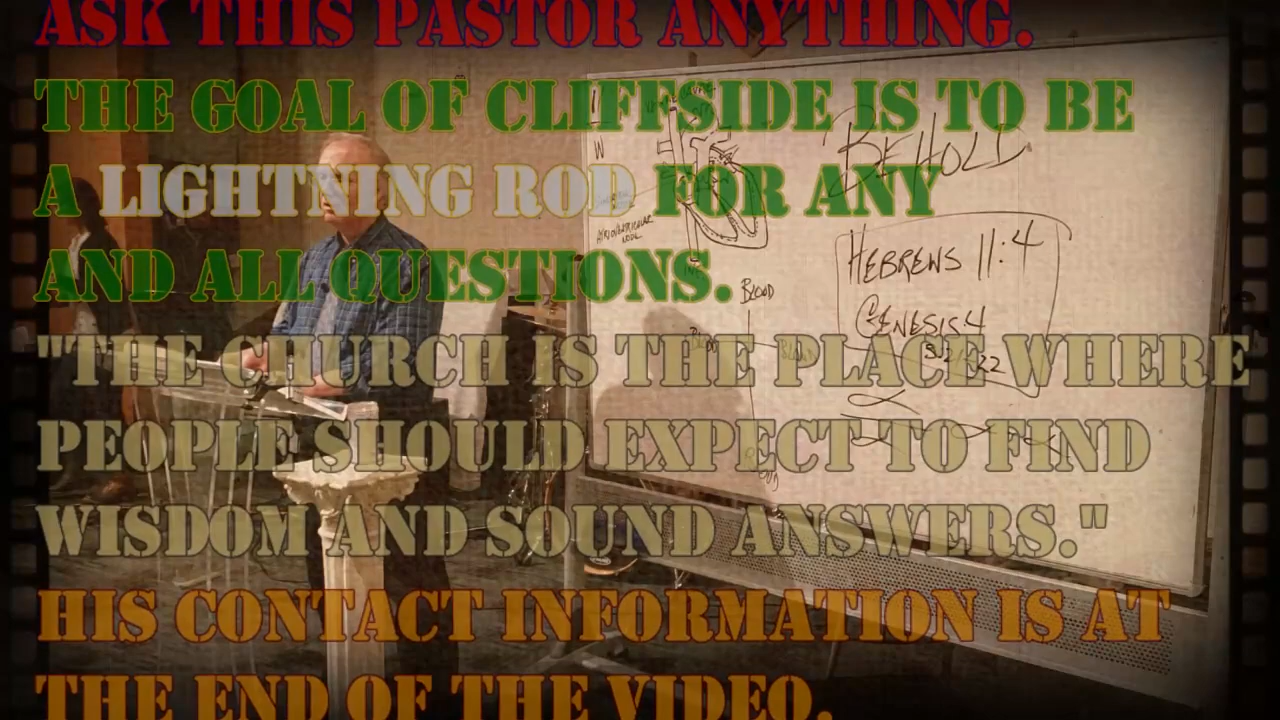 ASK THIS PASTOR ANYTHING.
THE GOAL OF CLIFFSIDE IS TO BE
A LIGHTNING ROD FOR ANY
AND ALL QUESTIONS.
"THE CHURCH IS THE PLACE WHERE
PEOPLE SHOULD EXPECT TO FIND
WISDOM AND SOUND ANSWERS."
HIS CONTACT INFORMATION IS AT
THE END OF THE VIDEO.
BEHOLD
HEBREWS 11:4
GENESIS 4
NODE
BLOOD
BLOOD